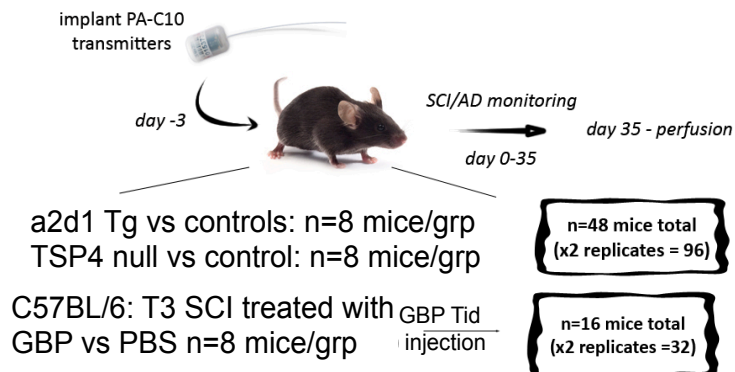 implant PA-C10
transmitters
day -3
SCI/AD monitoring
day 0-35
day 35 - perfusion
a2d1 Tg vs controls: n=8 mice/grp
TSP4 null vs control: n=8 mice/grp
n=48 mice total
(x2 replicates = 96)
C57BL/6: T3 SCI treated with
GBP vs PBS n=8 mice/grp
GBP Tid
injection
n=16 mice total
(x2 replicates =32)